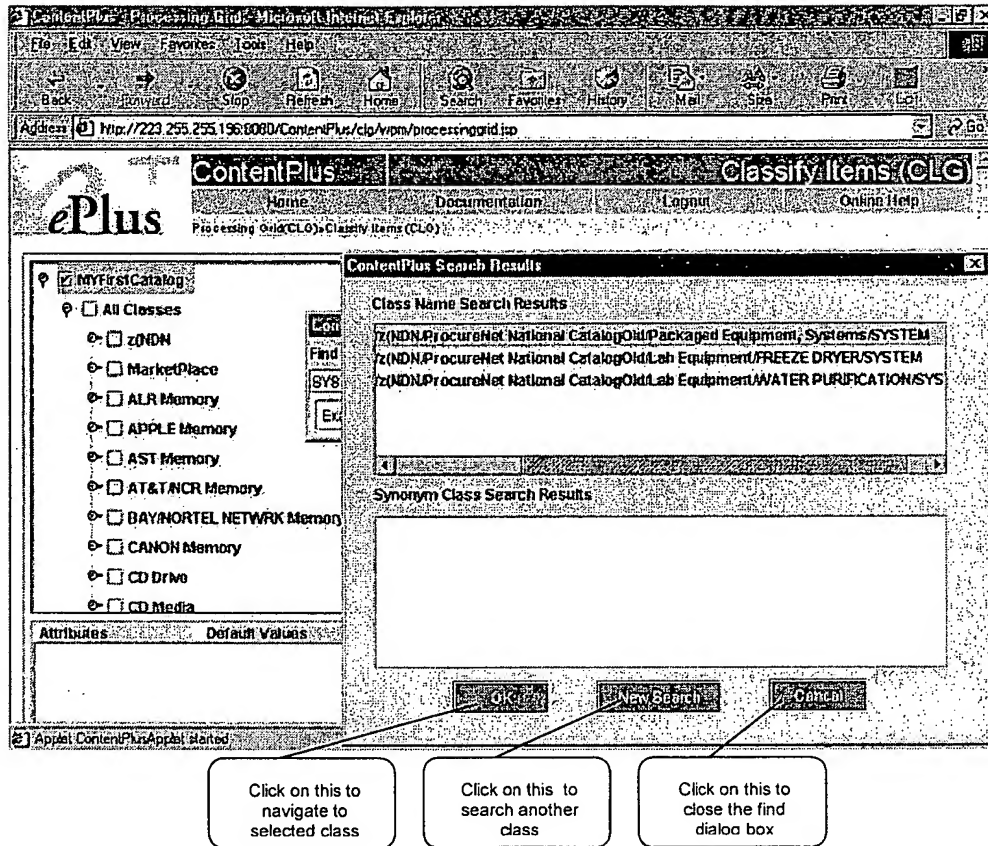 ContentPlus - Processing Grid - Microsoft Internet Explorer
File Edit View Favorites Tools Help
Back Forward Stop Refresh Home Search Favorites History Mail Size Print
Address http://223.255.255.196:8080/ContentPlus/clg/wpm/processinggrid.jsp Go
ePlus
ContentPlus Classify Items (CLG)
Home Documentation Logout Online Help
Processing Grid(CLG)>Classify Items (CLG)
MYFirstCatalog
All Classes
z(NDN
MarketPlace
ALR Memory
APPLE Memory
AST Memory
AT&T/NCR Memory
BAY/NORTEL NETWRK Memory
CANON Memory
CD Drive
CD Media
Attributes Default Values
Con
Find
SYS
Exa
ContentPlus Search Results
Class Name Search Results
/z(NDN/ProcureNet National CatalogOld/Packaged Equipment, Systems/SYSTEM
/z(NDN/ProcureNet National CatalogOld/Lab Equipment/FREEZE DRYER/SYSTEM
/z(NDN/ProcureNet National CatalogOld/Lab Equipment/WATER PURIFICATION/SYS
Synonym Class Search Results
OK New Search Cancel
Applet ContentPlusApplet started
Click on this to
navigate to
selected class
Click on this to
search another
class
Click on this to
close the find
dialog box